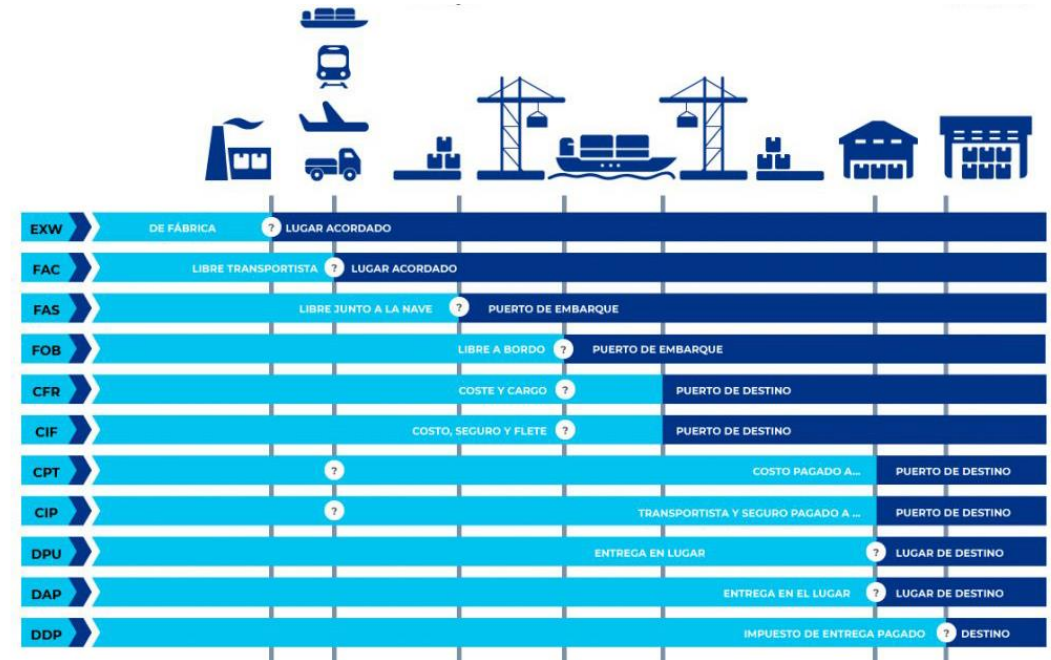 EXW DE FÁBRICA ? LUGAR ACORDADO
FAC LIBRE TRANSPORTISTA ? LUGAR ACORDADO
FAS LIBRE JUNTO A LA NAVE ? PUERTO DE EMBARQUE
FOB LIBRE A BORDO ? PUERTO DE EMBARQUE
CFR COSTE Y CARGO ? PUERTO DE DESTINO
CIF COSTO, SEGURO Y FLETE ? PUERTO DE DESTINO
CPT ? COSTO PAGADO A... PUERTO DE DESTINO
CIP ? TRANSPORTISTA Y SEGURO PAGADO A ... PUERTO DE DESTINO
DPU ENTREGA EN LUGAR ? LUGAR DE DESTINO
DAP ENTREGA EN EL LUGAR ? LUGAR DE DESTINO
DDP IMPUESTO DE ENTREGA PAGADO ? DESTINO